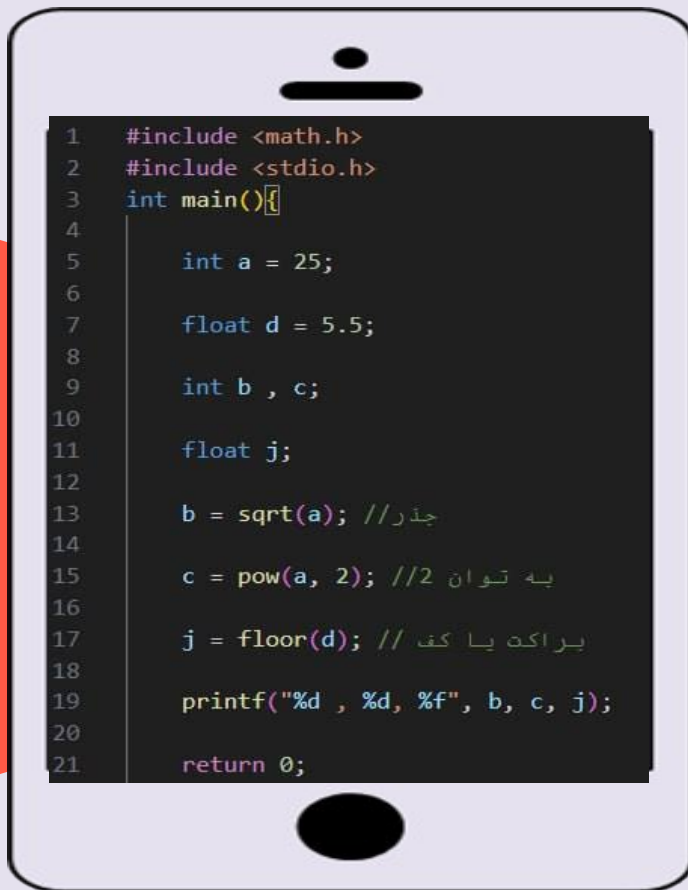 1 #include <math.h>
2 #include <stdio.h>
3 int main(){
4
5 int a = 25;
6
7 float d = 5.5;
8
9 int b , c;
10
11 float j;
12
13 b = sqrt(a); //جذر
14
15 c = pow(a, 2); //به توان 2
16
17 j = floor(d); // براکت یا کف
18
19 printf("%d , %d, %f", b, c, j);
20
21 return 0;